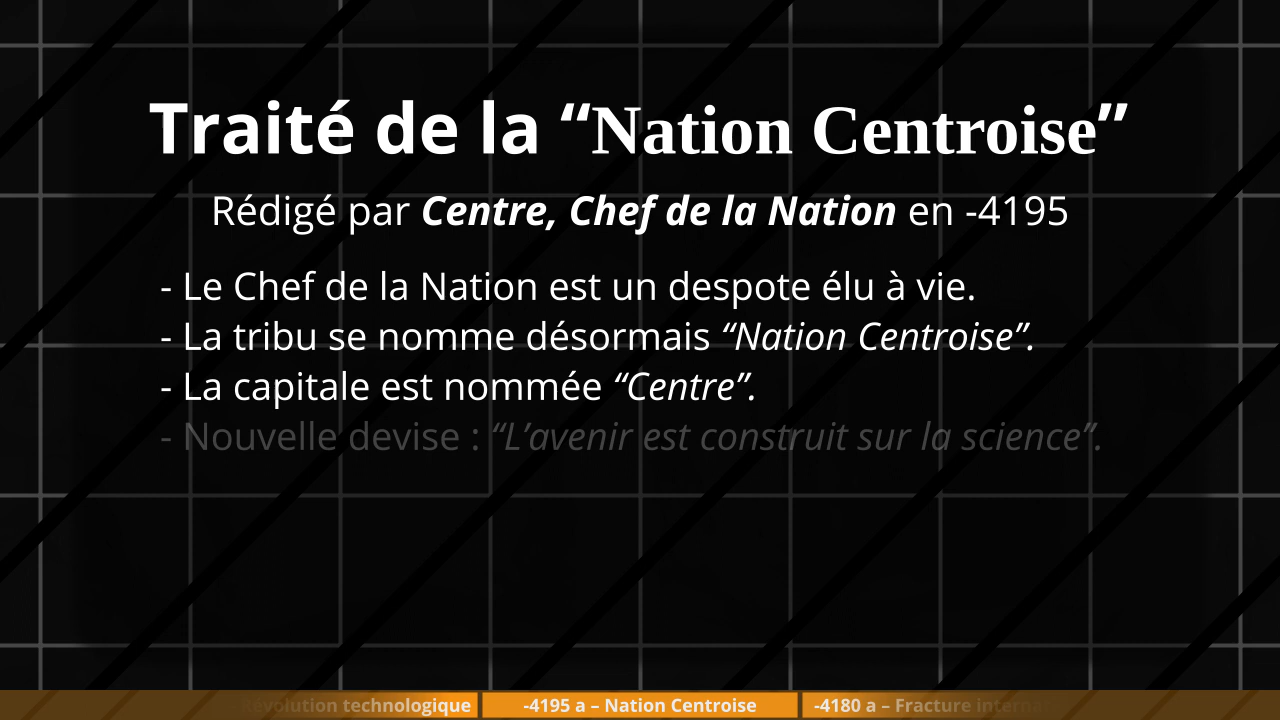 Traité de la “Nation Centroise”
Rédigé par Centre, Chef de la Nation en -4195
- Le Chef de la Nation est un despote élu à vie.
- La tribu se nomme désormais “Nation Centroise”.
- La capitale est nommée “Centre”.
- Nouvelle devise : “L’avenir est construit sur la science”.
Révolution technologique
-4195 a – Nation Centroise
-4180 a – Fracture